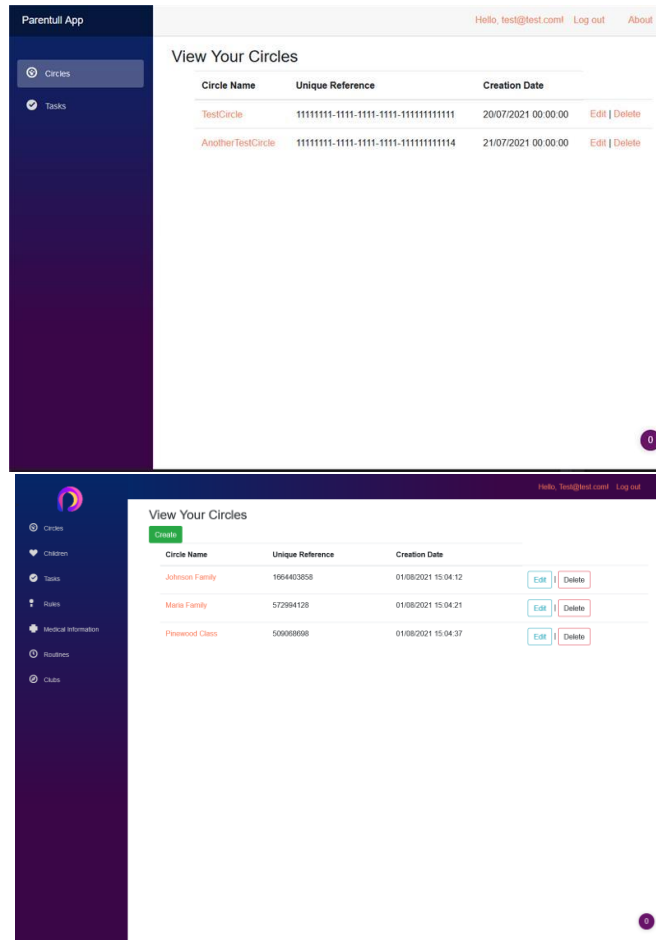 Parentull App
Hello, test@test.com! Log out About
View Your Circles
Circles
Tasks
Circle Name Unique Reference Creation Date
TestCircle 11111111-1111-1111-1111-111111111111 20/07/2021 00:00:00 Edit | Delete
AnotherTestCircle 11111111-1111-1111-1111-111111111114 21/07/2021 00:00:00 Edit | Delete
0
Hello, Test@test.com! Log out
View Your Circles
Create
Circles
Children
Tasks
Rules
Medical Information
Routines
Clubs
Circle Name Unique Reference Creation Date
Johnson Family 1664403858 01/08/2021 15:04:12 Edit | Delete
Maria Family 572994128 01/08/2021 15:04:21 Edit | Delete
Pinewood Class 509068698 01/08/2021 15:04:37 Edit | Delete
0